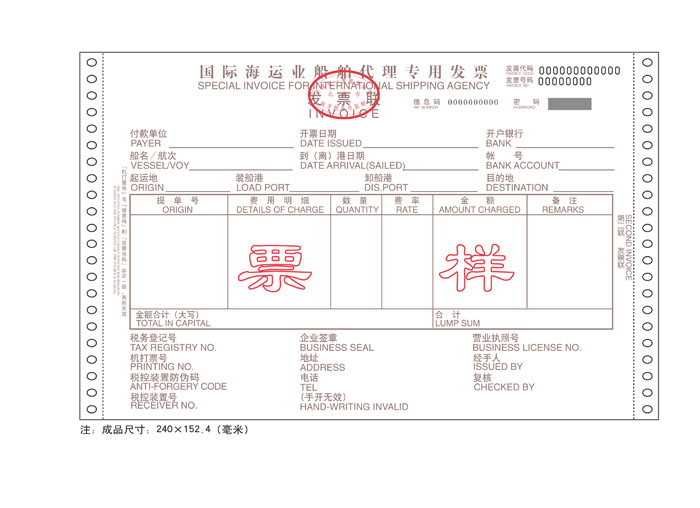 国际海运业船舶代理专用发票
SPECIAL INVOICE FOR INTERNATIONAL SHIPPING AGENCY
发票联
INVOICE
发票代码 000000000000
INVOICE CODE
发票号码 00000000
INVOICE NO.
信息码 0000000000 密码
INF NUMBER PASSWORD
付款单位 开票日期 开户银行
PAYER DATE ISSUED BANK
船名/航次 到(离)港日期 帐号
VESSEL/VOY DATE ARRIVAL(SAILED) BANK ACCOUNT
起运地 装船港 卸船港 目的地
ORIGIN LOAD PORT DIS.PORT DESTINATION
提单号 费用明细 数量 费率 金额 备注
ORIGIN DETAILS OF CHARGE QUANTITY RATE AMOUNT CHARGED REMARKS
票 样
金额合计(大写) 合计
TOTAL IN CAPITAL LUMP SUM
税务登记号 企业签章 营业执照号
TAX REGISTRY NO. BUSINESS SEAL BUSINESS LICENSE NO.
机打票号 地址 经手人
PRINTING NO. ADDRESS ISSUED BY
税控装置防伪码 电话 复核
ANTI-FORGERY CODE TEL CHECKED BY
税控装置号 (手开无效)
RECEIVER NO. HAND-WRITING INVALID
第二联 发票联
SECOND INVOICE
注: 成品尺寸: 240×152.4 (毫米)